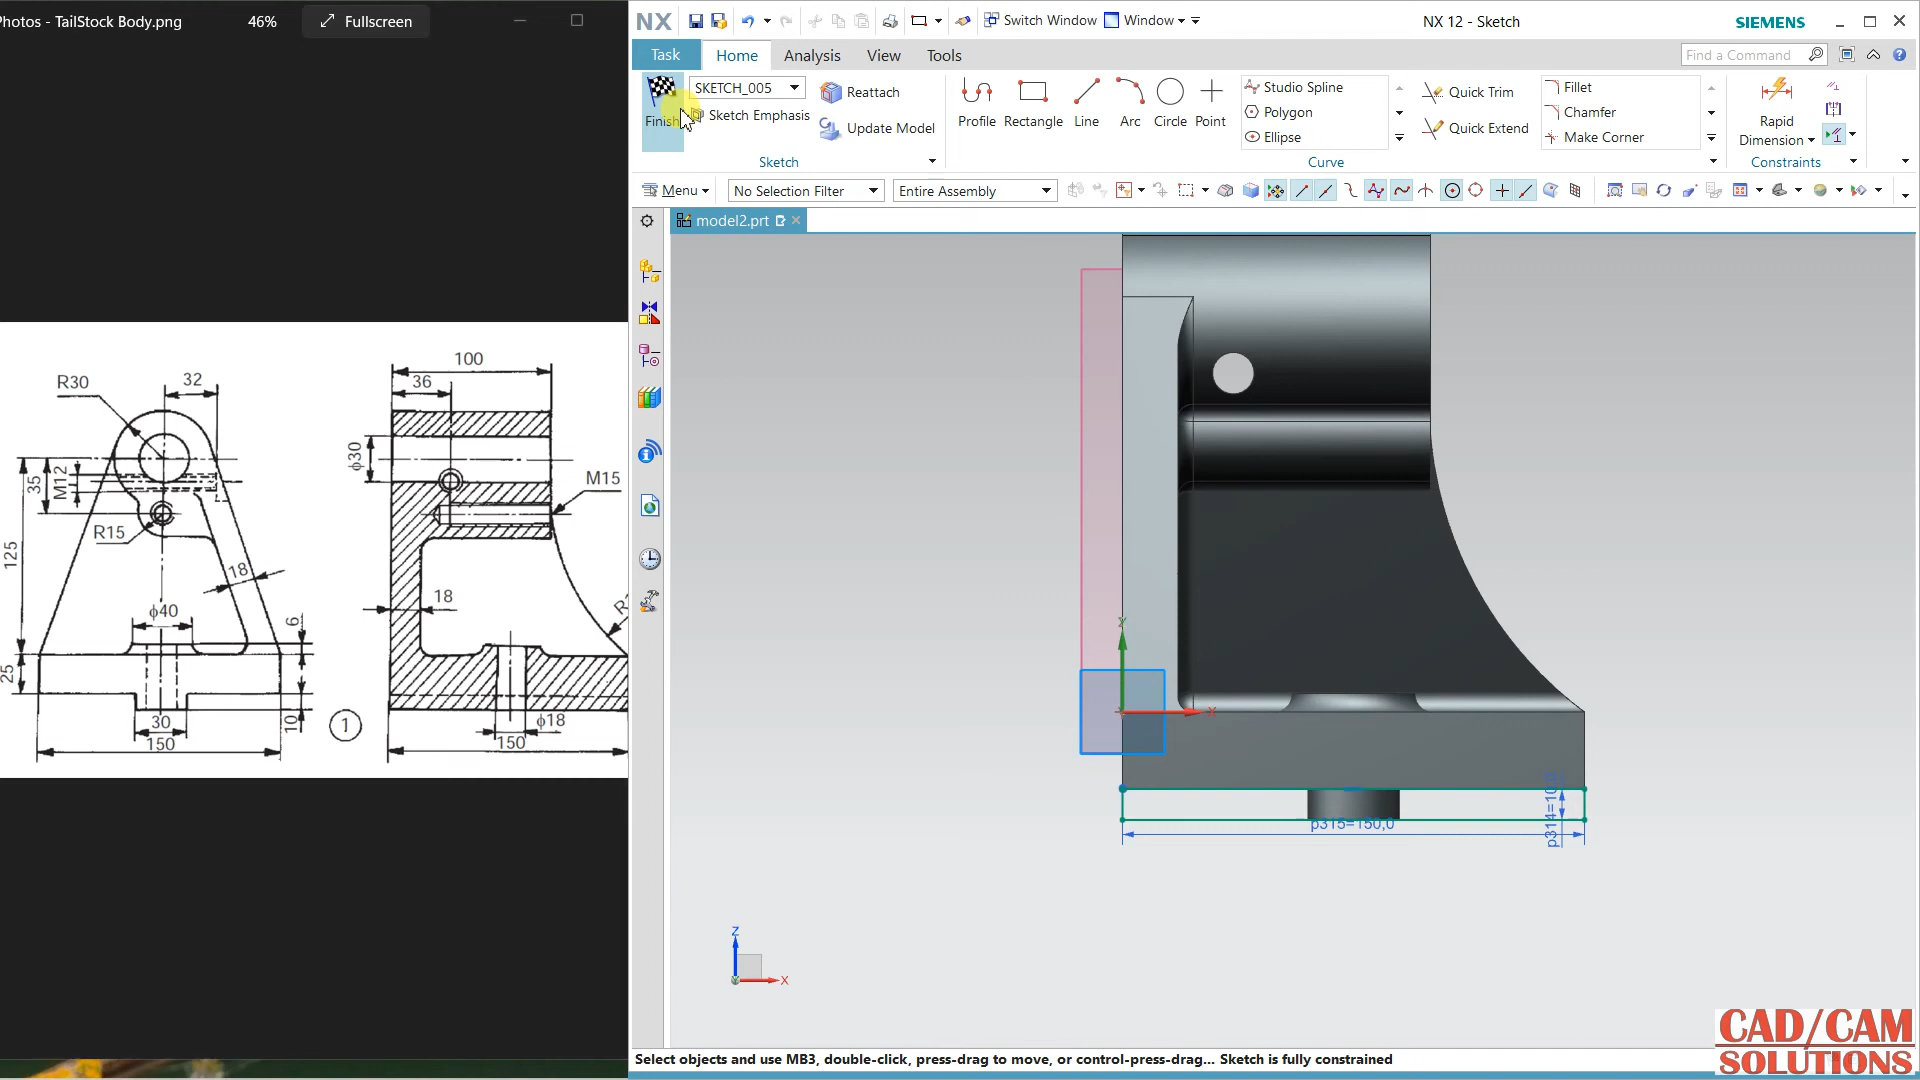 Photos - TailStock Body.png
46%
Fullscreen
NX
Switch Window
Window
NX 12 - Sketch
SIEMENS
Task
Home
Analysis
View
Tools
Find a Command
Finish
SKETCH_005
Sketch Emphasis
Reattach
Update Model
Profile
Rectangle
Line
Arc
Circle
Point
Studio Spline
Polygon
Ellipse
Quick Trim
Quick Extend
Fillet
Chamfer
Make Corner
Rapid
Dimension
Sketch
Curve
Constraints
Menu
No Selection Filter
Entire Assembly
model2.prt
R30
32
35
M12
R15
125
18
ϕ40
6
25
30
10
150
1
100
36
ϕ30
M15
18
ϕ18
150
Y
X
p315=150,0
Z
X
CAD/CAM
SOLUTIONS
Select objects and use MB3, double-click, press-drag to move, or control-press-drag... Sketch is fully constrained